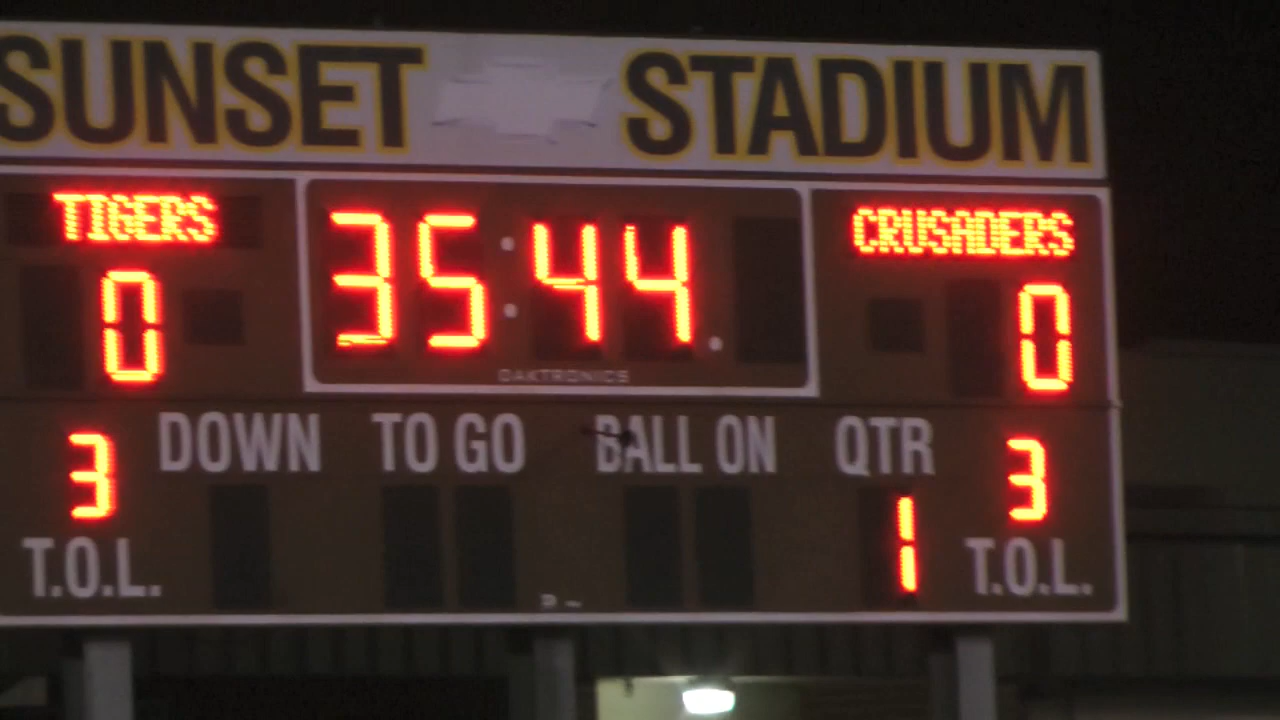 SUNSET STADIUM
TIGERS 35:44 CRUSADERS
0 0
DAKTRONICS
DOWN TO GO BALL ON QTR
3 1 3
T.O.L. T.O.L.